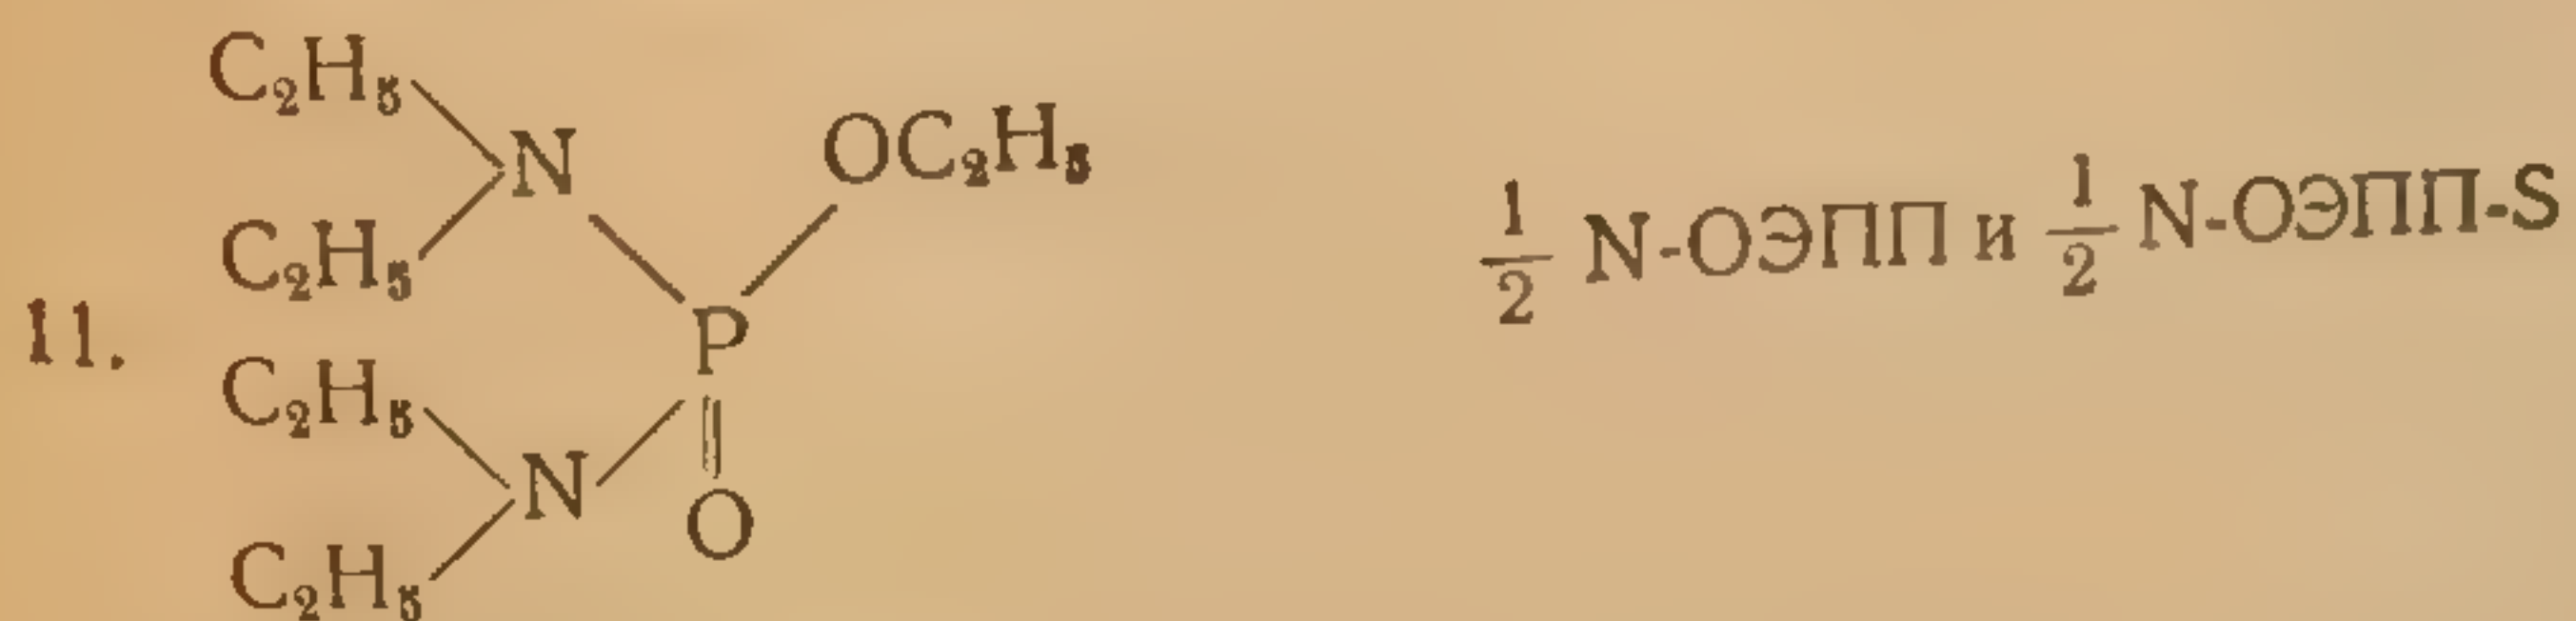 C₂H₅
N
OC₂H₅
1/2 N-ОЭПП и 1/2 N-ОЭПП-S
C₂H₅
11.
P
C₂H₅
N
O
C₂H₅